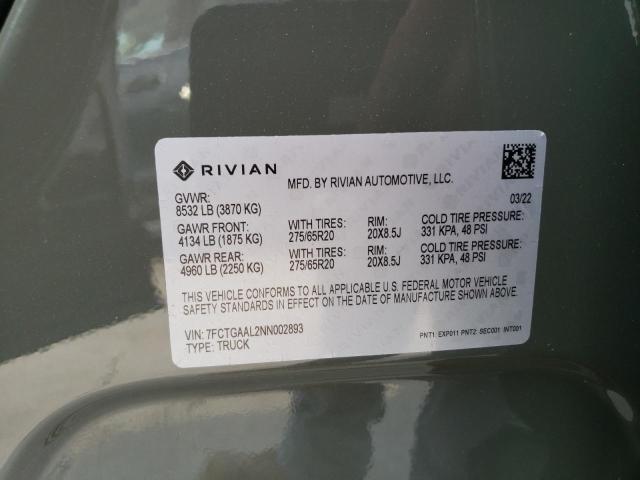 RIVIAN MFD. BY RIVIAN AUTOMOTIVE, LLC.
03/22
GVWR:
8532 LB (3870 KG)
GAWR FRONT: WITH TIRES: RIM: COLD TIRE PRESSURE:
4134 LB (1875 KG) 275/65R20 20X8.5J 331 KPA, 48 PSI
GAWR REAR: WITH TIRES: RIM: COLD TIRE PRESSURE:
4960 LB (2250 KG) 275/65R20 20X8.5J 331 KPA, 48 PSI
THIS VEHICLE CONFORMS TO ALL APPLICABLE U.S. FEDERAL MOTOR VEHICLE
SAFETY STANDARDS IN EFFECT ON THE DATE OF MANUFACTURE SHOWN ABOVE.
VIN: 7FCTGAAL2NN002893
TYPE: TRUCK
PNT1: EXP011 PNT2: SEC001 INT001